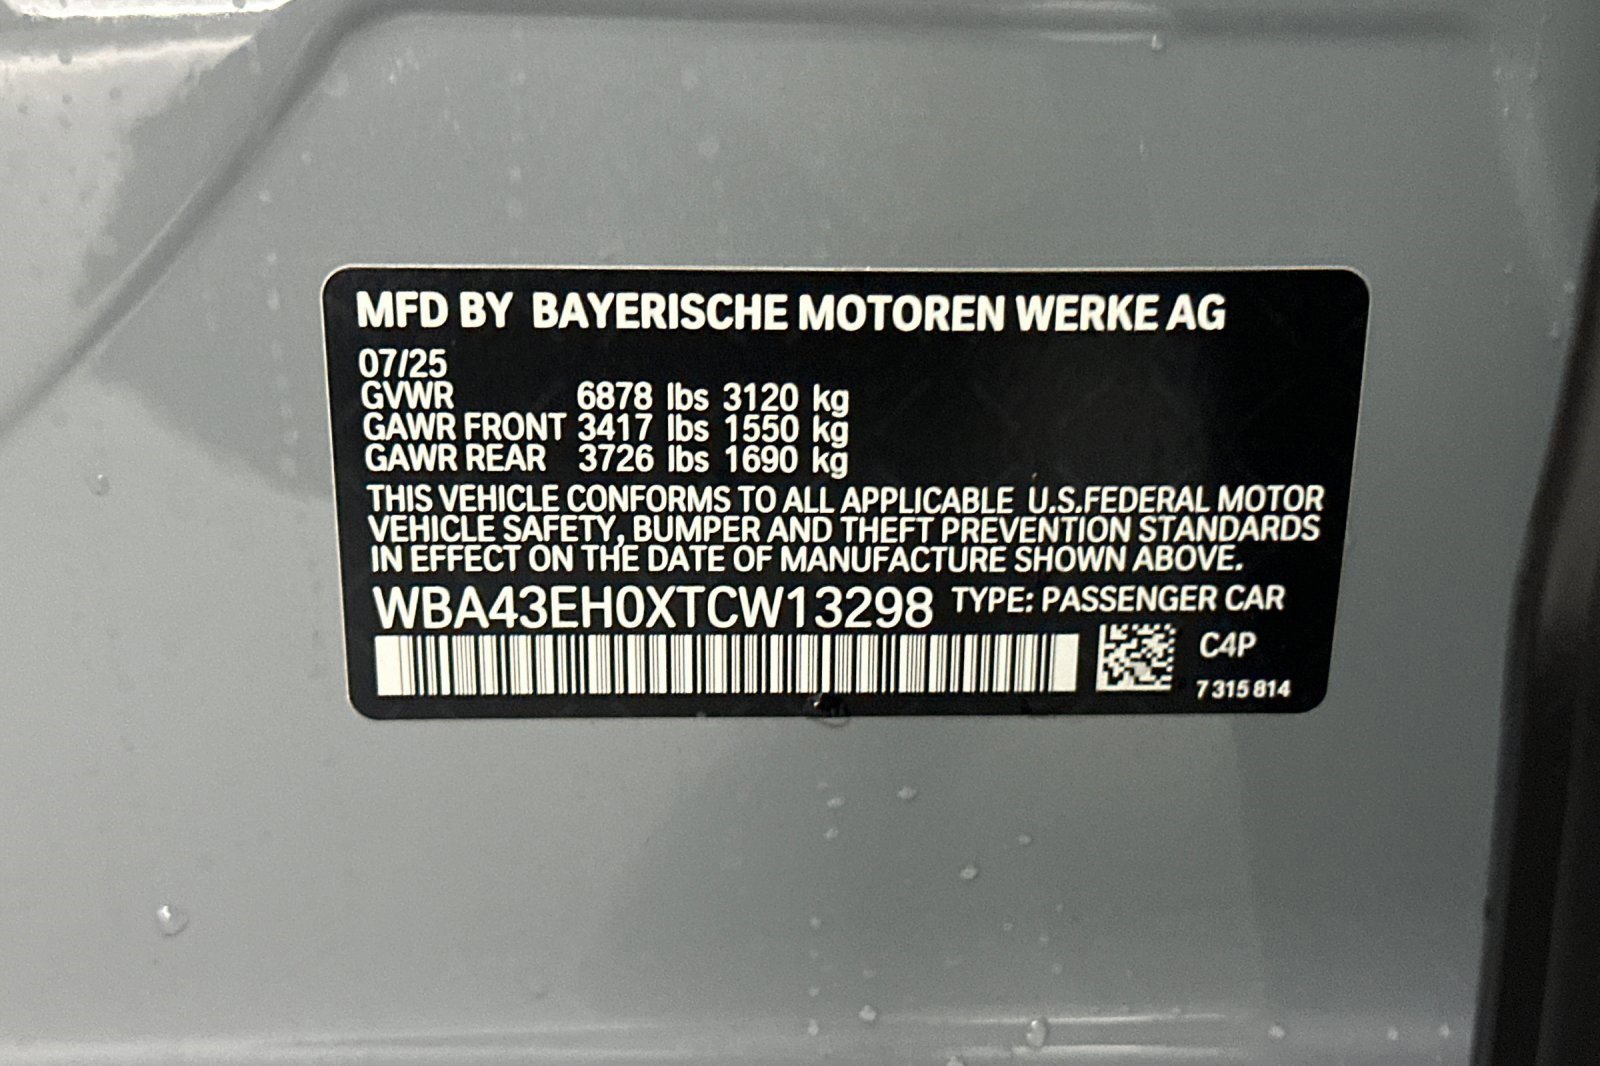 MFD BY BAYERISCHE MOTOREN WERKE AG
07/25
GVWR 6878 lbs 3120 kg
GAWR FRONT 3417 lbs 1550 kg
GAWR REAR 3726 lbs 1690 kg
THIS VEHICLE CONFORMS TO ALL APPLICABLE U.S.FEDERAL MOTOR
VEHICLE SAFETY, BUMPER AND THEFT PREVENTION STANDARDS
IN EFFECT ON THE DATE OF MANUFACTURE SHOWN ABOVE.
WBA43EH0XTCW13298 TYPE: PASSENGER CAR
C4P
7 315 814